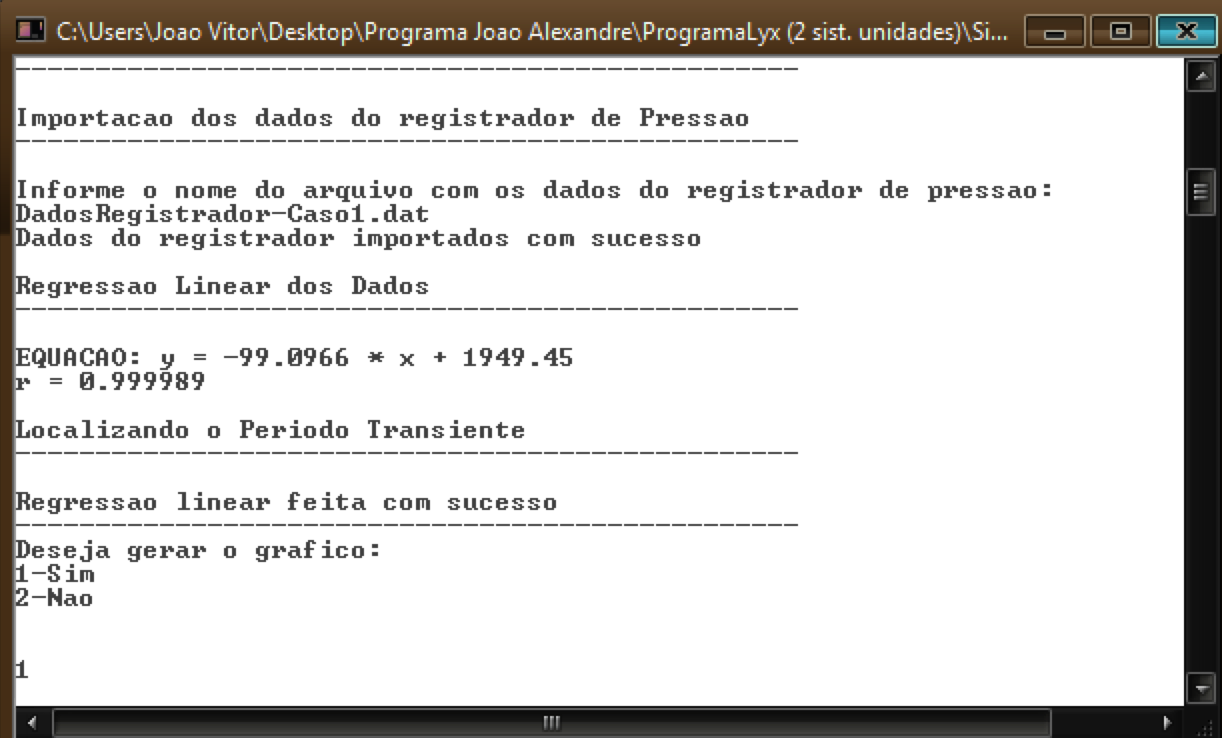 C:\Users\Joao Vitor\Desktop\Programa Joao Alexandre\ProgramaLyx (2 sist. unidades)\Si...
-------------------------------------------------
Importacao dos dados do registrador de Pressao
-------------------------------------------------
Informe o nome do arquivo com os dados do registrador de pressao:
DadosRegistrador-Caso1.dat
Dados do registrador importados com sucesso
Regressao Linear dos Dados
-------------------------------------------------
EQUACAO: y = -99.0966 * x + 1949.45
r = 0.999989
Localizando o Periodo Transiente
-------------------------------------------------
Regressao linear feita com sucesso
-------------------------------------------------
Deseja gerar o grafico:
1-Sim
2-Nao
1